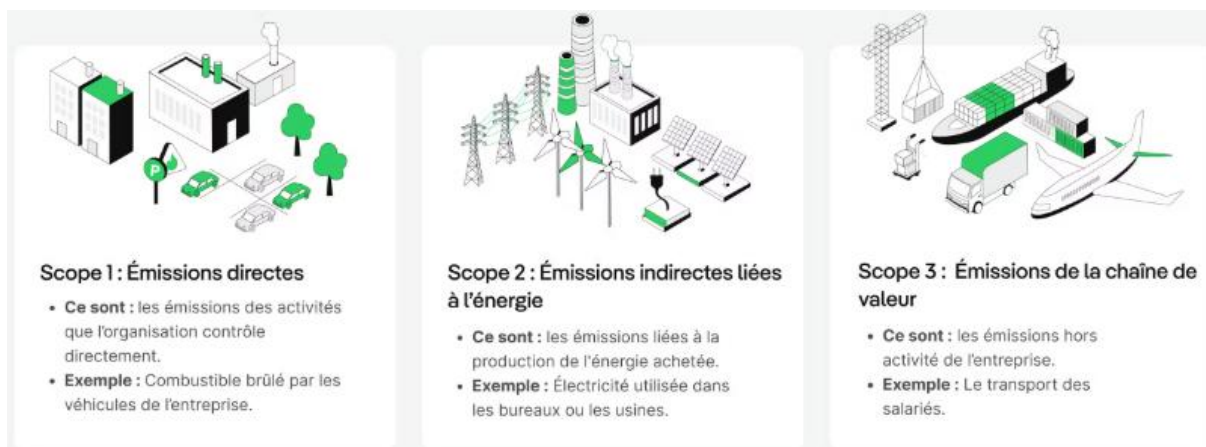 P
Scope 1 : Émissions directes
• Ce sont : les émissions des activités
que l'organisation contrôle
directement.
• Exemple : Combustible brûlé par les
véhicules de l'entreprise.
Scope 2 : Émissions indirectes liées
à l'énergie
• Ce sont : les émissions liées à la
production de l'énergie achetée.
• Exemple : Électricité utilisée dans
les bureaux ou les usines.
Scope 3 : Émissions de la chaîne de
valeur
• Ce sont : les émissions hors
activité de l'entreprise.
• Exemple : Le transport des
salariés.